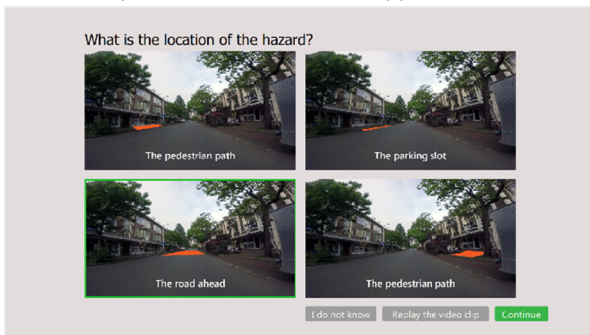 What is the location of the hazard?
The pedestrian path
The parking slot
The road ahead
The pedestrian path
I do not know
Replay the video clip
Continue